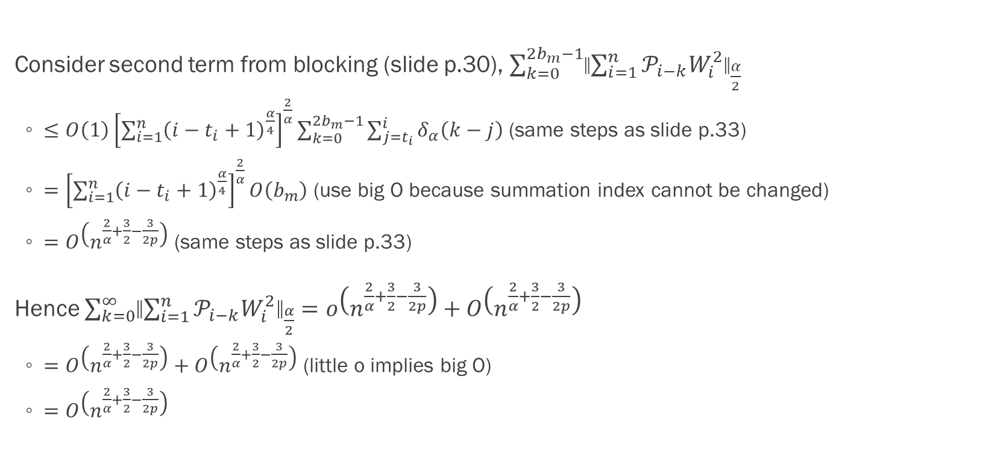 Consider second term from blocking (slide p.30), $\sum_{k=0}^{2b_m-1} \| \sum_{i=1}^{n} \mathcal{P}_{i-k} W_i^2 \|_{\frac{\alpha}{2}}$
◦ $\leq O(1) \left[ \sum_{i=1}^{n} (i - t_i + 1)^{\frac{\alpha}{4}} \right]^{\frac{2}{\alpha}} \sum_{k=0}^{2b_m-1} \sum_{j=t_i}^{i} \delta_\alpha(k - j)$ (same steps as slide p.33)
◦ $= \left[ \sum_{i=1}^{n} (i - t_i + 1)^{\frac{\alpha}{4}} \right]^{\frac{2}{\alpha}} O(b_m)$ (use big O because summation index cannot be changed)
◦ $= O\left( n^{\frac{2}{\alpha} + \frac{3}{2} - \frac{3}{2p}} \right)$ (same steps as slide p.33)
Hence $\sum_{k=0}^{\infty} \| \sum_{i=1}^{n} \mathcal{P}_{i-k} W_i^2 \|_{\frac{\alpha}{2}} = o\left( n^{\frac{2}{\alpha} + \frac{3}{2} - \frac{3}{2p}} \right) + O\left( n^{\frac{2}{\alpha} + \frac{3}{2} - \frac{3}{2p}} \right)$
◦ $= O\left( n^{\frac{2}{\alpha} + \frac{3}{2} - \frac{3}{2p}} \right) + O\left( n^{\frac{2}{\alpha} + \frac{3}{2} - \frac{3}{2p}} \right)$ (little o implies big O)
◦ $= O\left( n^{\frac{2}{\alpha} + \frac{3}{2} - \frac{3}{2p}} \right)$